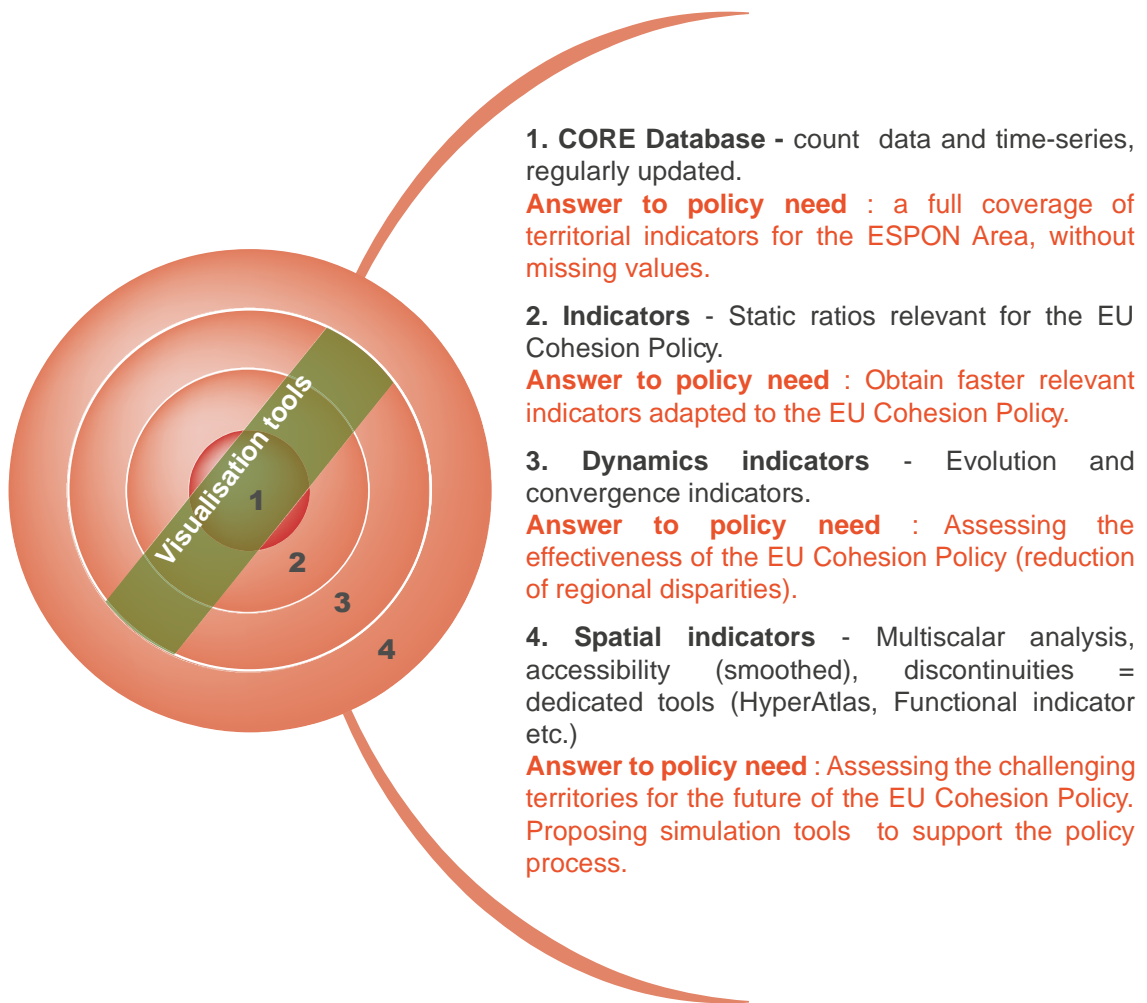 1. CORE Database - count data and time-series,
regularly updated.
Answer to policy need : a full coverage of
territorial indicators for the ESPON Area, without
missing values.
2. Indicators - Static ratios relevant for the EU
Cohesion Policy.
Answer to policy need : Obtain faster relevant
indicators adapted to the EU Cohesion Policy.
3. Dynamics indicators - Evolution and
convergence indicators.
Answer to policy need : Assessing the
effectiveness of the EU Cohesion Policy (reduction
of regional disparities).
4. Spatial indicators - Multiscalar analysis,
accessibility (smoothed), discontinuities =
dedicated tools (HyperAtlas, Functional indicator
etc.)
Answer to policy need : Assessing the challenging
territories for the future of the EU Cohesion Policy.
Proposing simulation tools to support the policy
process.
Visualisation tools
1
2
3
4